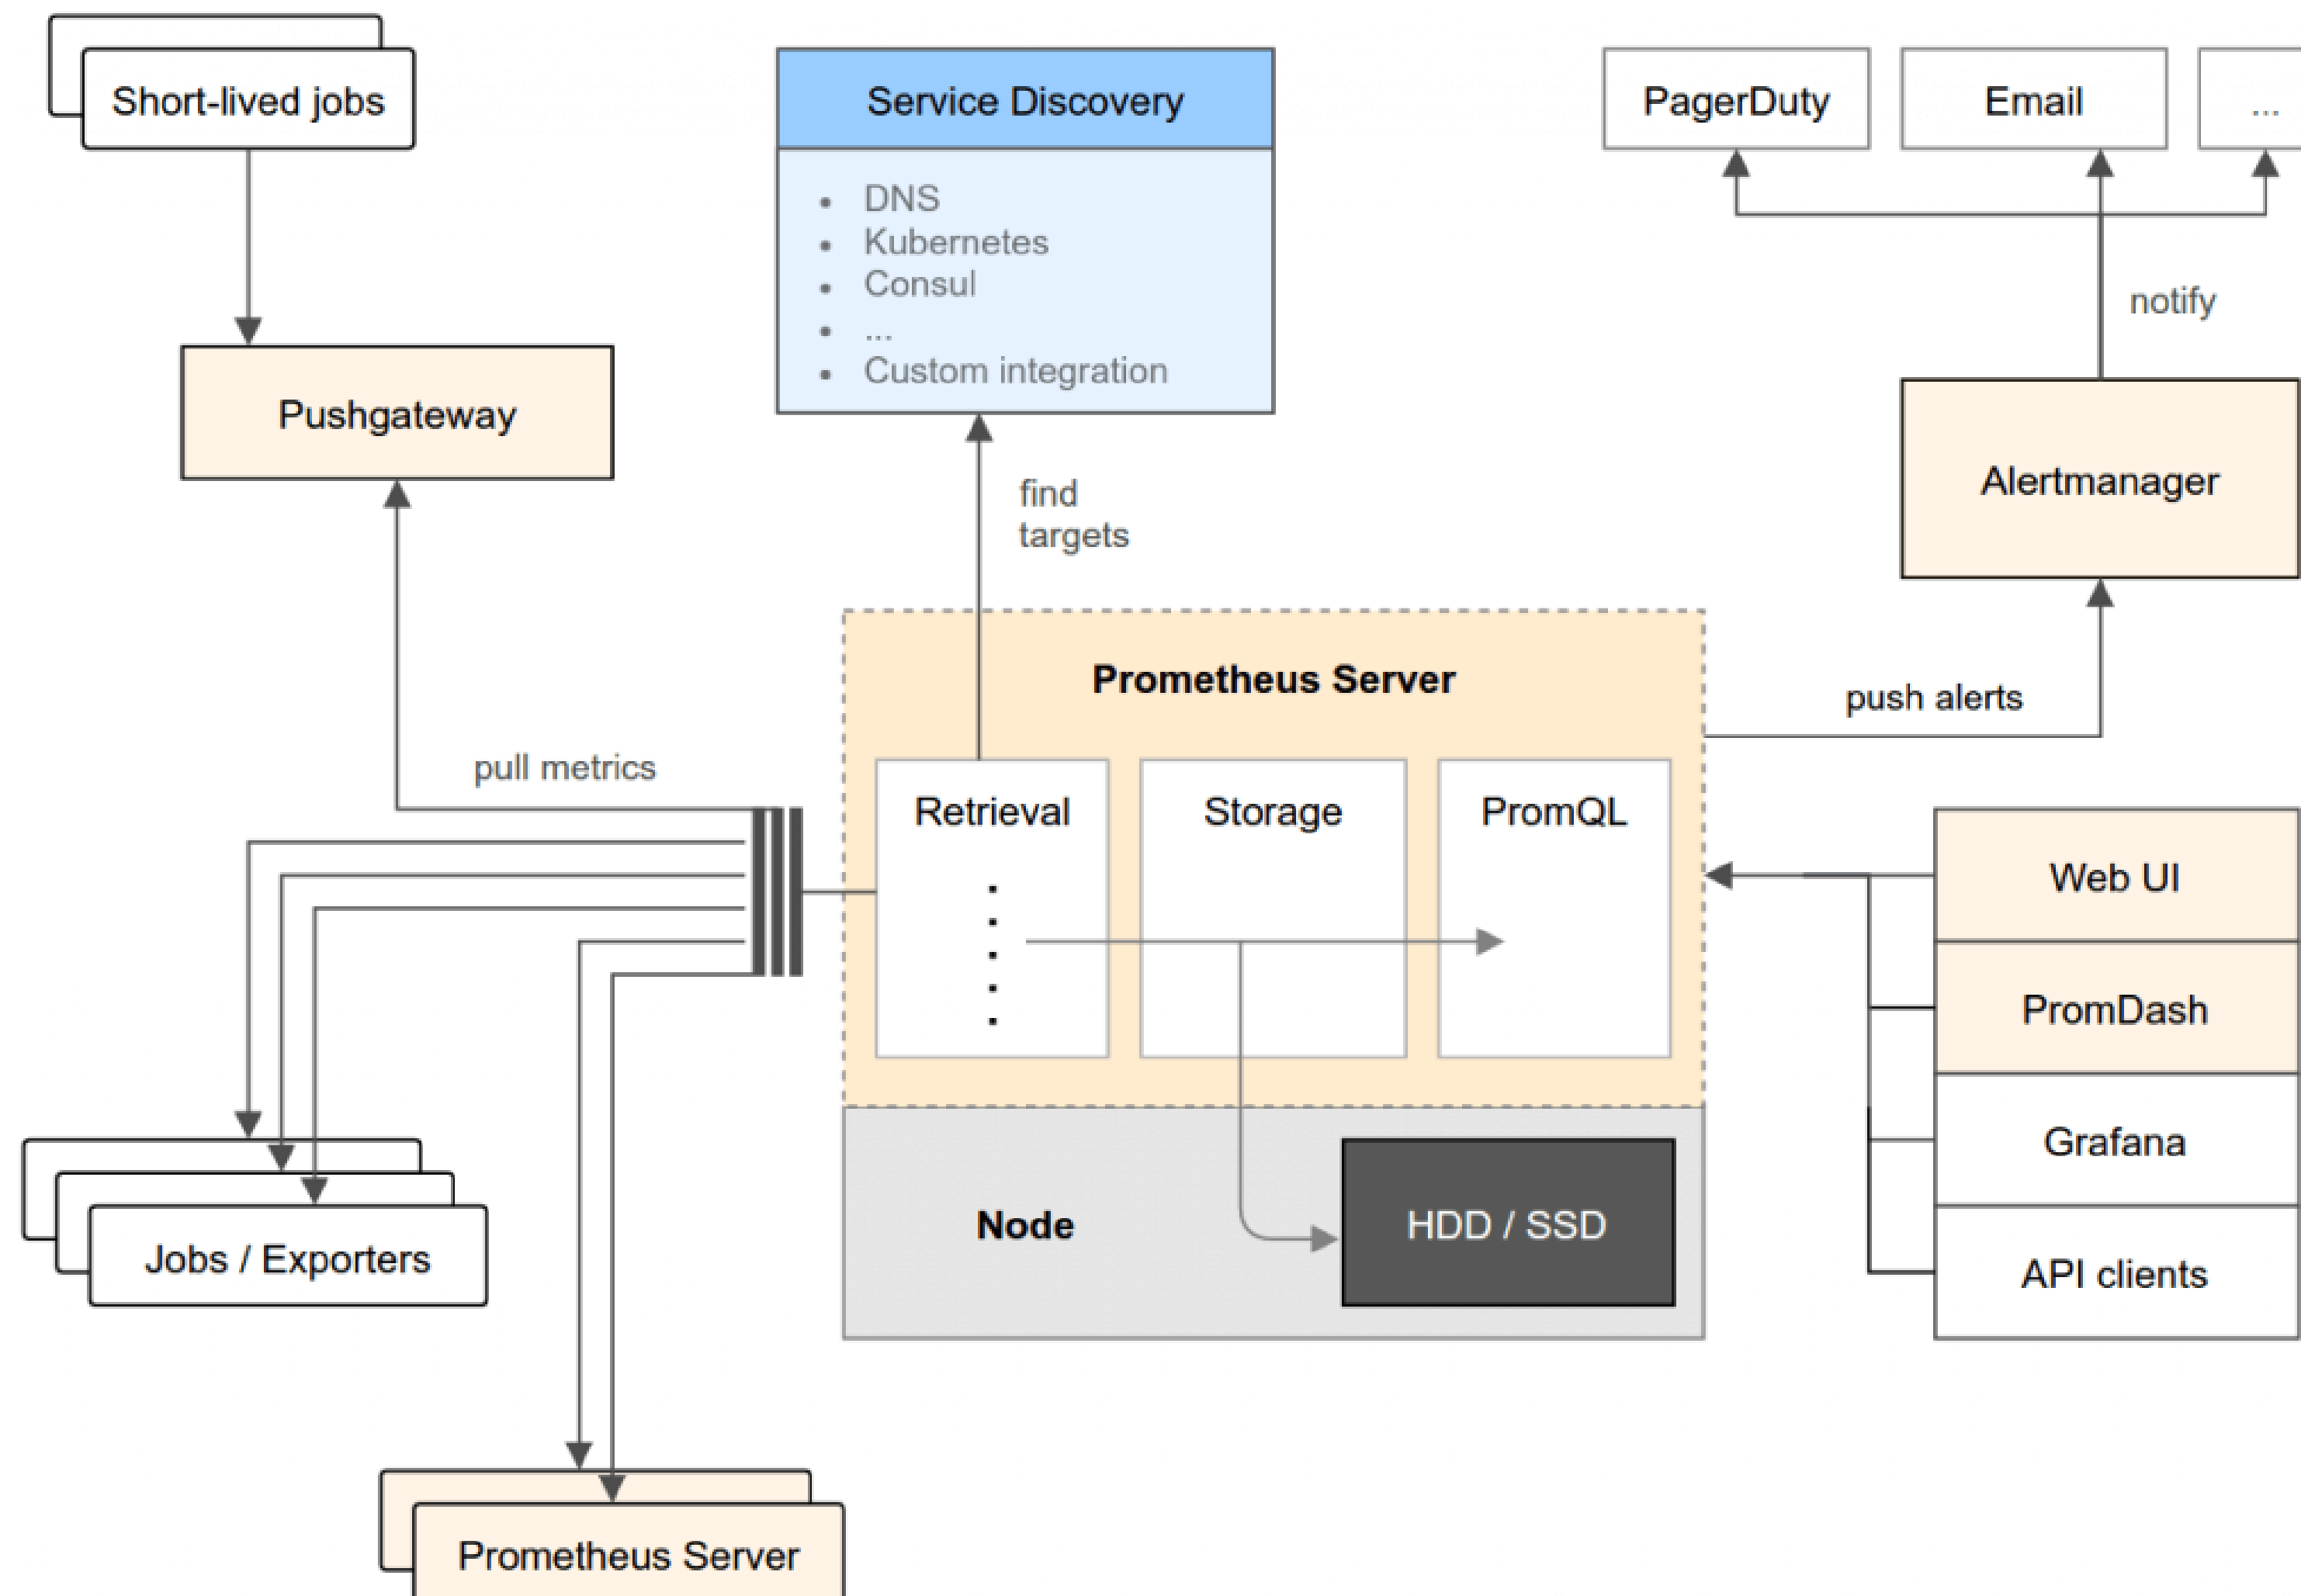 Short-lived jobs
Service Discovery
PagerDuty
Email
...
DNS
Kubernetes
Consul
...
Custom integration
notify
Pushgateway
Alertmanager
find
targets
Prometheus Server
push alerts
pull metrics
Retrieval
Storage
PromQL
Web UI
PromDash
Grafana
API clients
Jobs / Exporters
Node
HDD / SSD
Prometheus Server